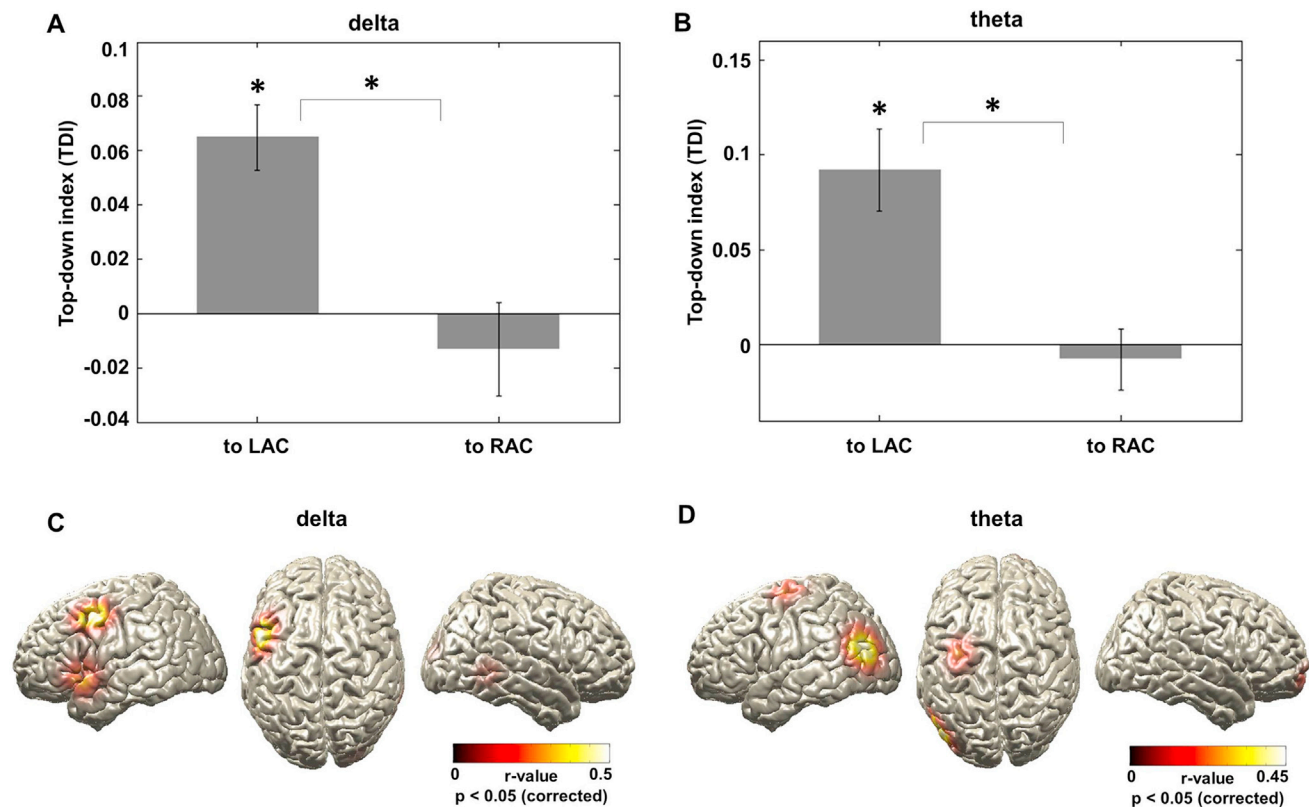 A
delta
0.1
0.08
0.06
0.04
0.02
0
-0.02
-0.04
Top-down index (TDI)
*
*
to LAC
to RAC
B
theta
0.15
0.1
0.05
0
Top-down index (TDI)
*
*
to LAC
to RAC
C
delta
0
r-value
0.5
p < 0.05 (corrected)
D
theta
0
r-value
0.45
p < 0.05 (corrected)